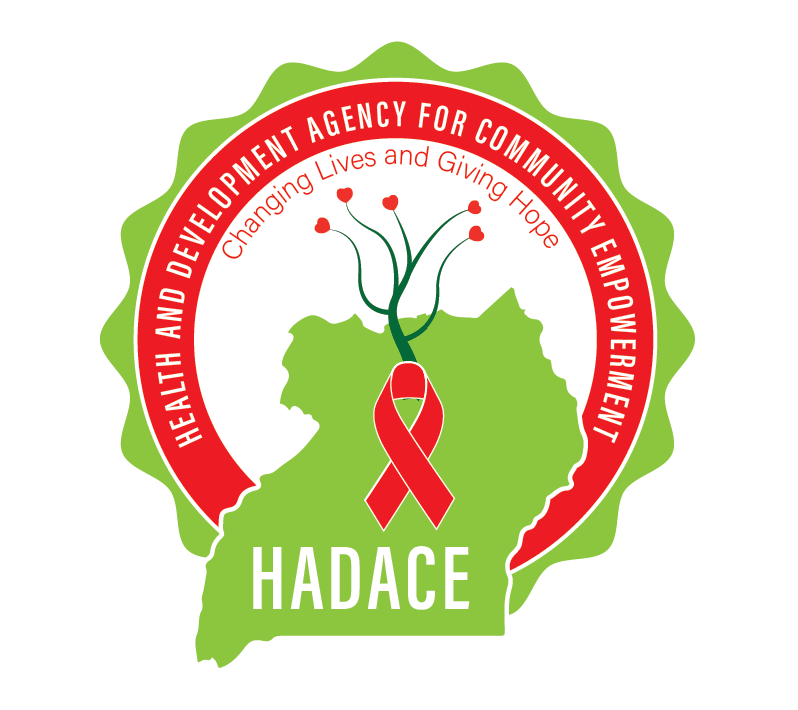 HEALTH AND DEVELOPMENT AGENCY FOR COMMUNITY EMPOWERMENT
Changing Lives and Giving Hope
HADACE